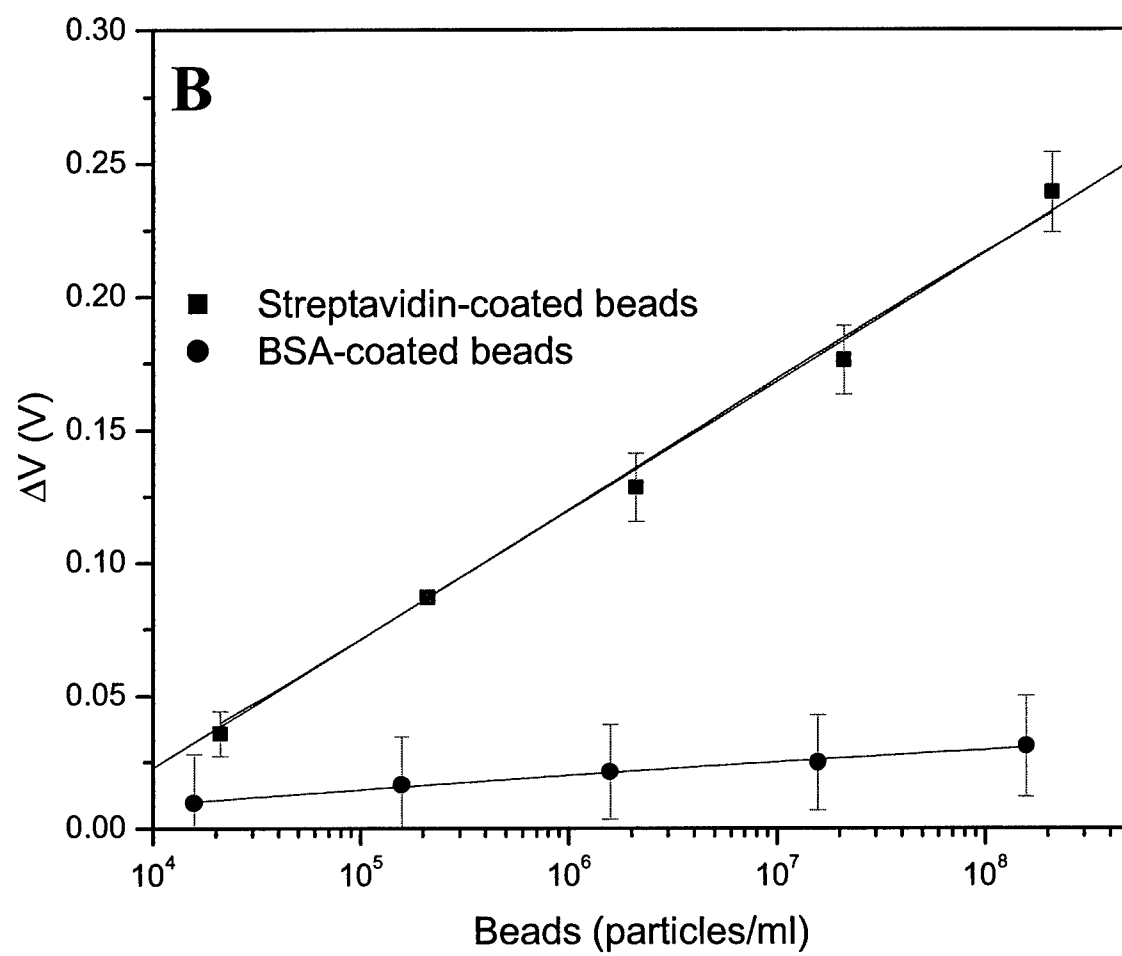 B
0.30
0.25
0.20
0.15
0.10
0.05
0.00
ΔV (V)
Streptavidin-coated beads
BSA-coated beads
10⁴ 10⁵ 10⁶ 10⁷ 10⁸
Beads (particles/ml)